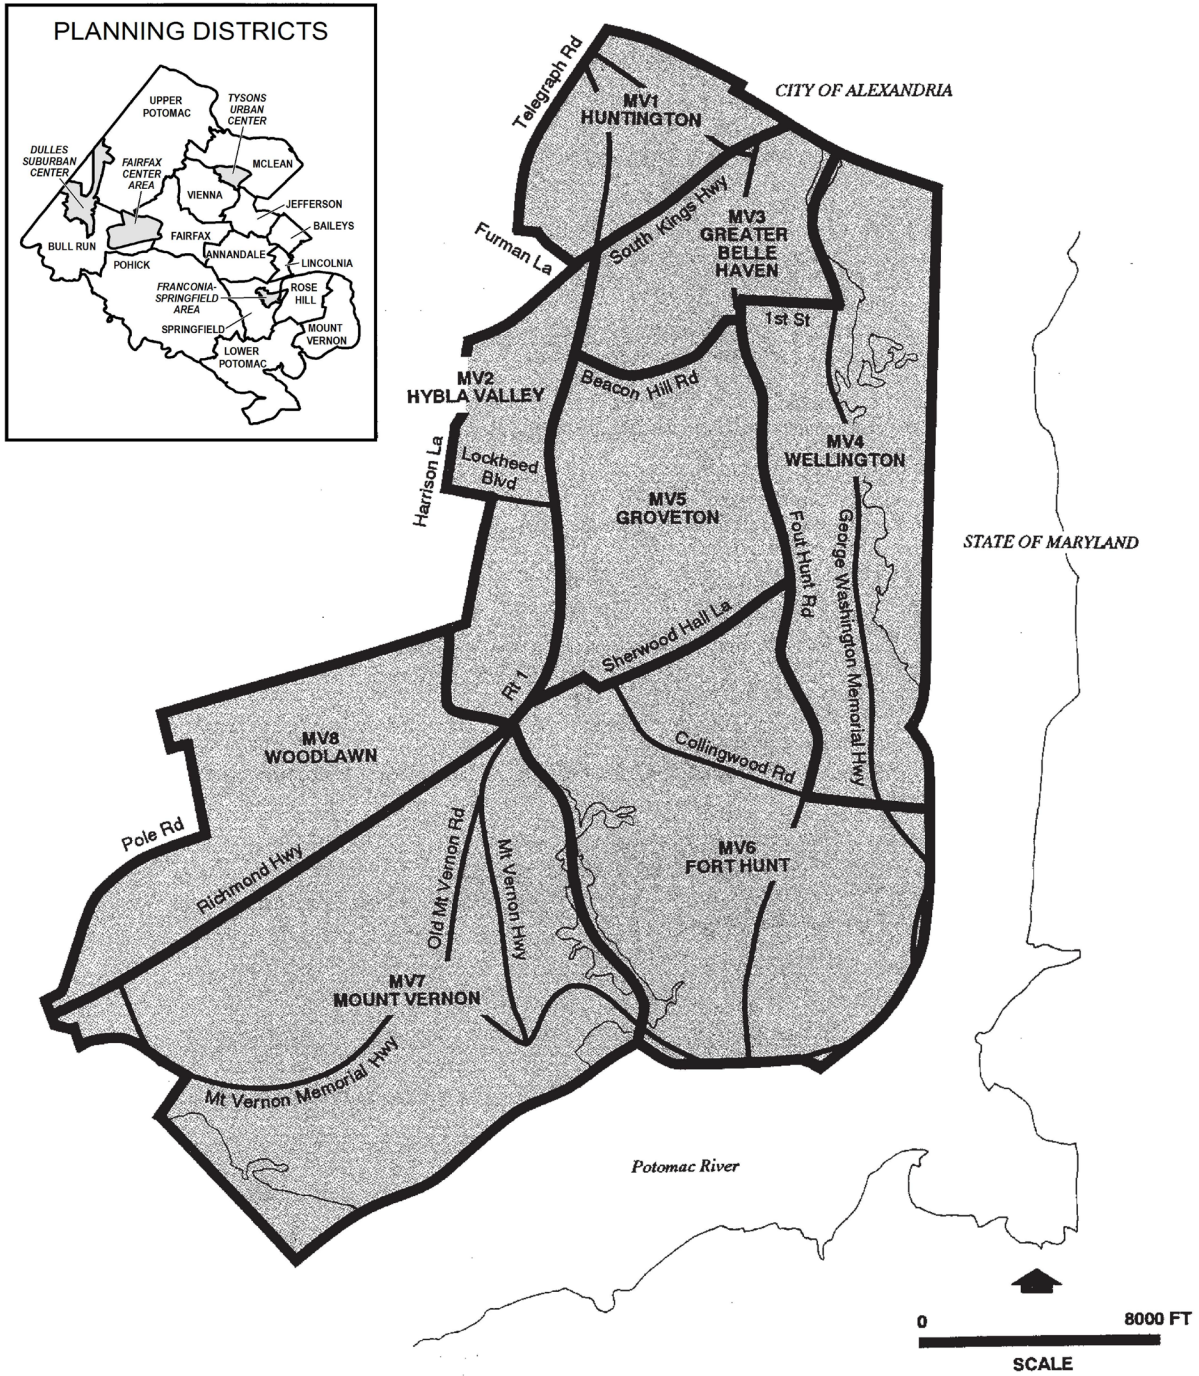 PLANNING DISTRICTS
UPPER
POTOMAC
TYSONS
URBAN
CENTER
DULLES
SUBURBAN
CENTER
FAIRFAX
CENTER
AREA
MCLEAN
VIENNA
JEFFERSON
BAILEYS
BULL RUN
FAIRFAX
ANNANDALE
LINCOLNIA
POHICK
FRANCONIA-
SPRINGFIELD
AREA
ROSE
HILL
SPRINGFIELD
MOUNT
VERNON
LOWER
POTOMAC
Telegraph Rd
CITY OF ALEXANDRIA
MV1
HUNTINGTON
South Kings Hwy
Furman La
MV3
GREATER
BELLE
HAVEN
1st St
MV2
HYBLA VALLEY
Beacon Hill Rd
Harrison La
Lockheed
Blvd
MV4
WELLINGTON
MV5
GROVETON
Fout Hunt Rd
George Washington Memorial Hwy
STATE OF MARYLAND
Sherwood Hall La
Rt 1
MV8
WOODLAWN
Collingwood Rd
Pole Rd
Richmond Hwy
Old Mt Vernon Rd
Mt Vernon Hwy
MV6
FORT HUNT
MV7
MOUNT VERNON
Mt Vernon Memorial Hwy
Potomac River
0
8000 FT
SCALE